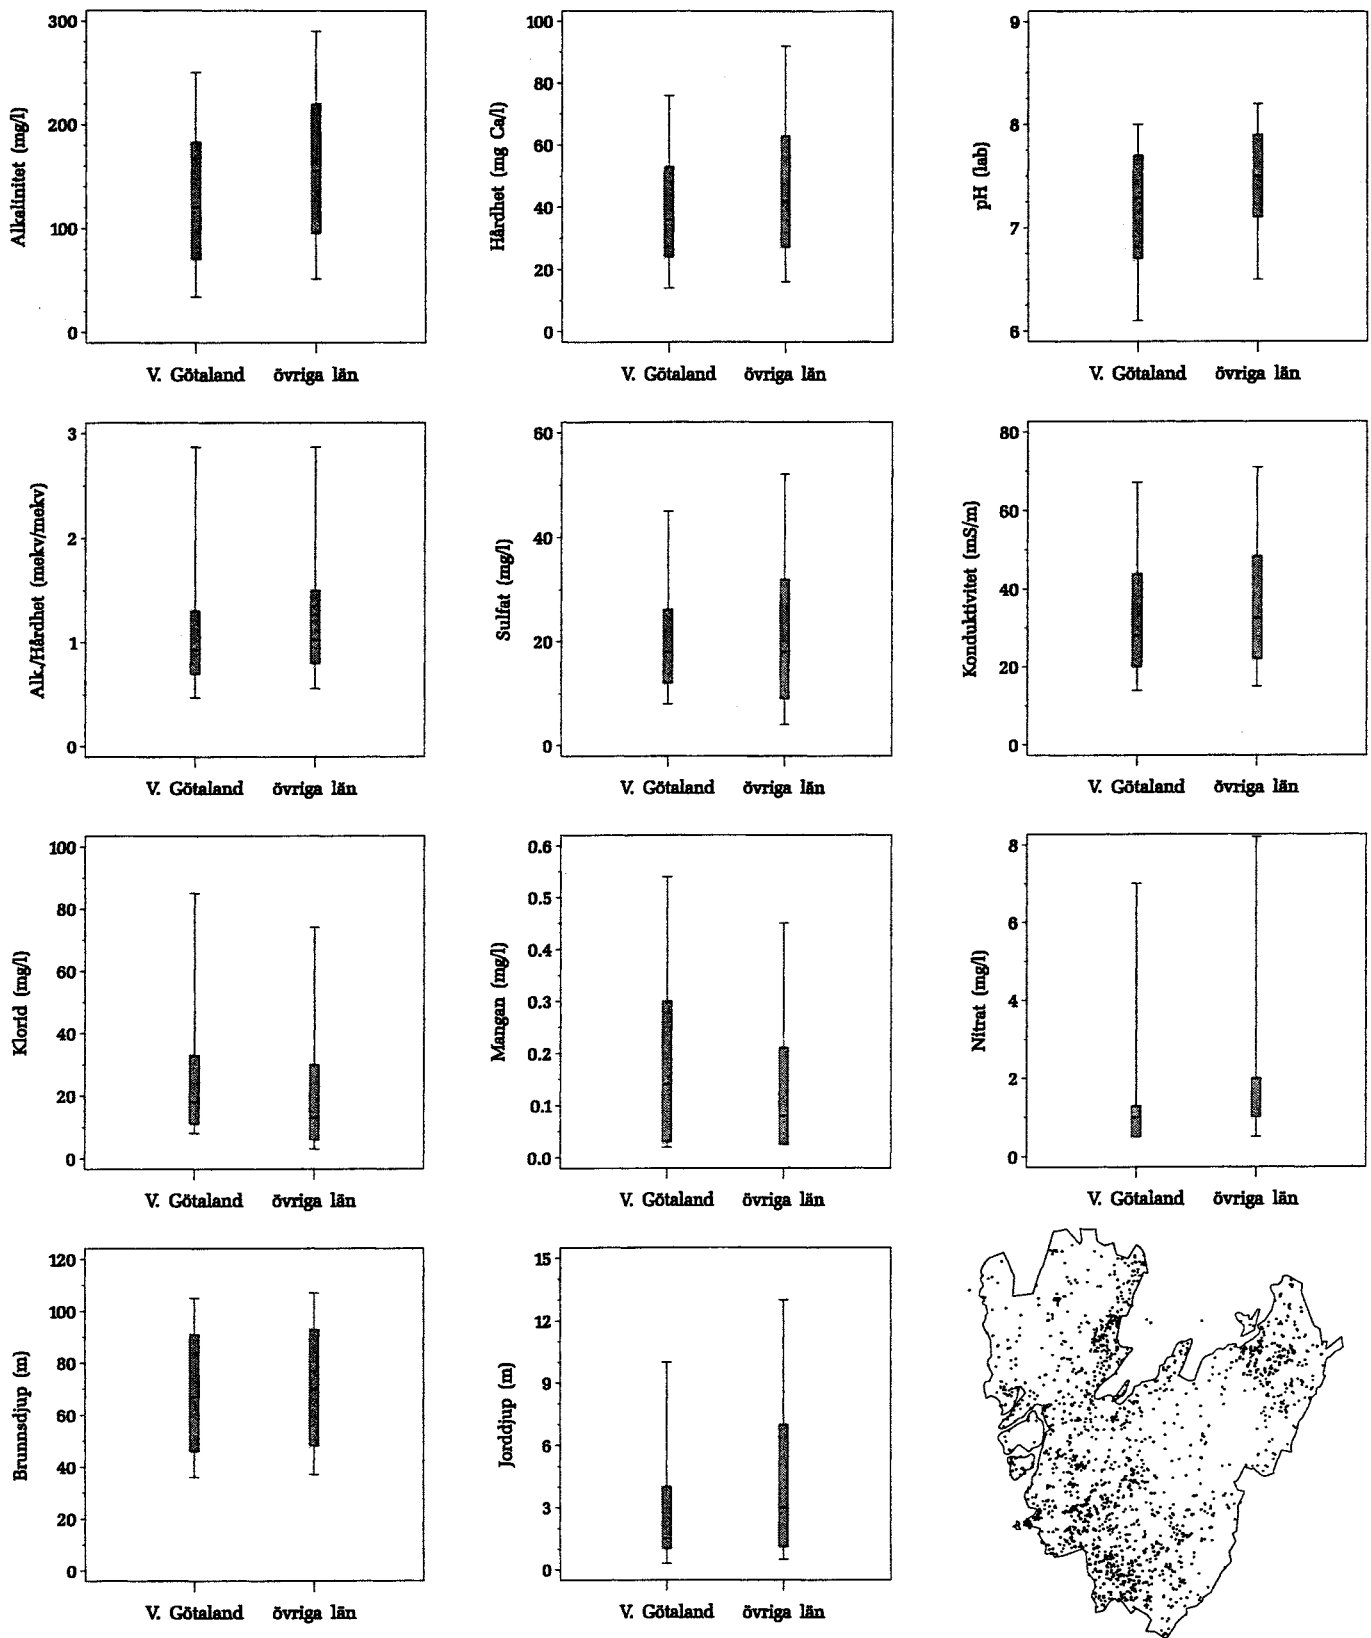 Alkalinitet (mg/l)
300
200
100
0
V. Götaland övriga län
Hårdhet (mg Ca/l)
100
80
60
40
20
0
V. Götaland övriga län
pH (lab)
9
8
7
6
V. Götaland övriga län
Alk./Hårdhet (mekv/mekv)
3
2
1
0
V. Götaland övriga län
Sulfat (mg/l)
60
40
20
0
V. Götaland övriga län
Konduktivitet (mS/m)
80
60
40
20
0
V. Götaland övriga län
Klorid (mg/l)
100
80
60
40
20
0
V. Götaland övriga län
Mangan (mg/l)
0.6
0.5
0.4
0.3
0.2
0.1
0.0
V. Götaland övriga län
Nitrat (mg/l)
8
6
4
2
0
V. Götaland övriga län
Brunnsdjup (m)
120
100
80
60
40
20
0
V. Götaland övriga län
Jorddjup (m)
15
12
9
6
3
0
V. Götaland övriga län